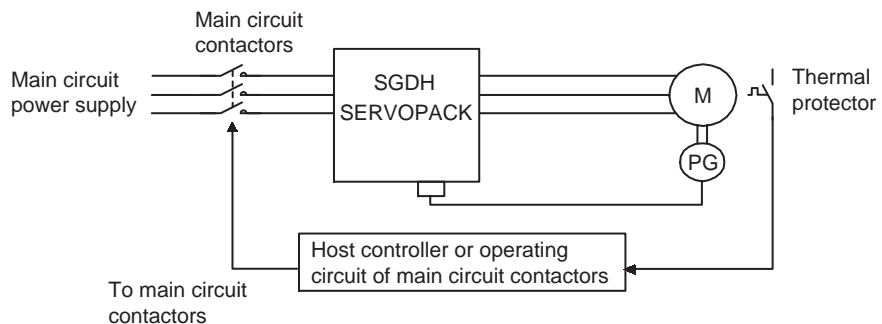 Main circuit
contactors
Main circuit
power supply
SGDH
SERVOPACK
M
Thermal
protector
PG
Host controller or operating
circuit of main circuit contactors
To main circuit
contactors